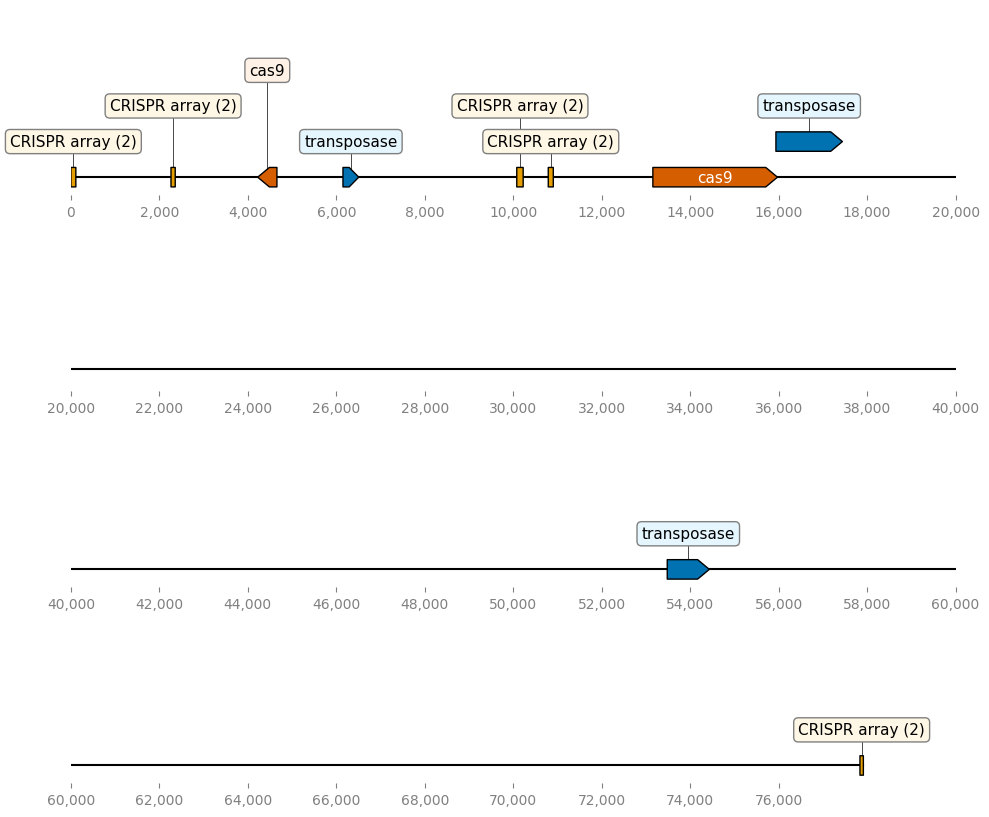 cas9
CRISPR array (2) CRISPR array (2) transposase
CRISPR array (2) transposase CRISPR array (2)
cas9
0 2,000 4,000 6,000 8,000 10,000 12,000 14,000 16,000 18,000 20,000
20,000 22,000 24,000 26,000 28,000 30,000 32,000 34,000 36,000 38,000 40,000
transposase
40,000 42,000 44,000 46,000 48,000 50,000 52,000 54,000 56,000 58,000 60,000
CRISPR array (2)
60,000 62,000 64,000 66,000 68,000 70,000 72,000 74,000 76,000